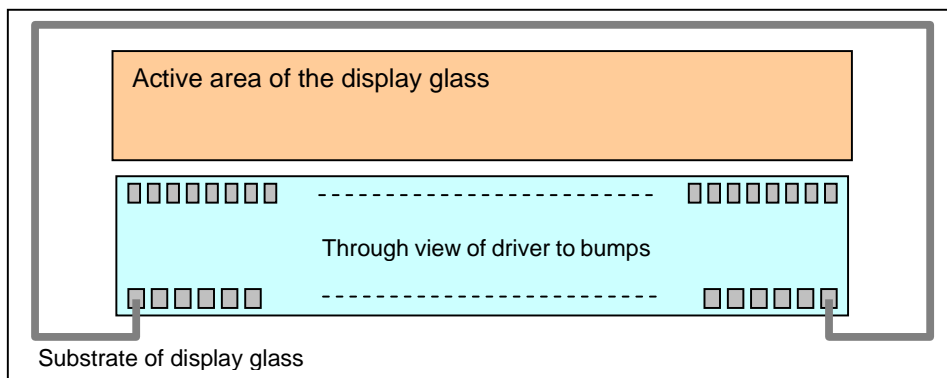 Active area of the display glass
Through view of driver to bumps
Substrate of display glass